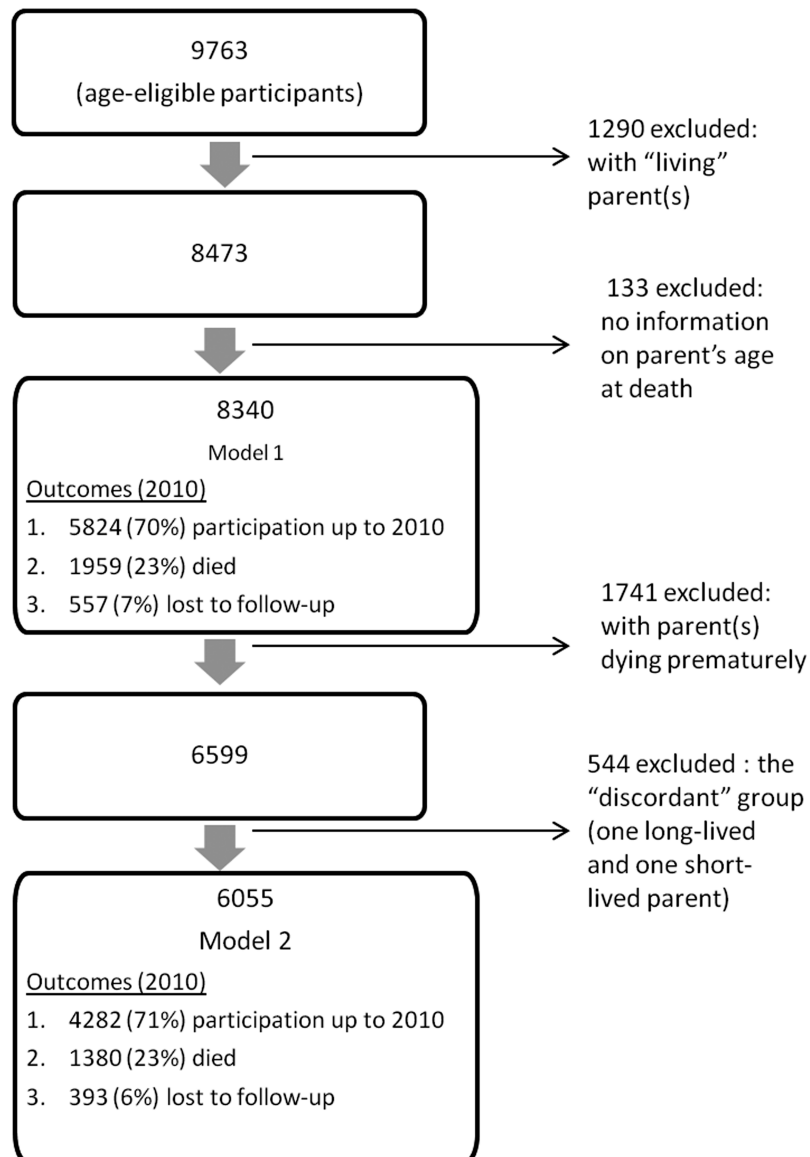 9763
(age-eligible participants)
1290 excluded:
with “living”
parent(s)
8473
133 excluded:
no information
on parent’s age
at death
8340
Model 1
Outcomes (2010)
1. 5824 (70%) participation up to 2010
2. 1959 (23%) died
3. 557 (7%) lost to follow-up
1741 excluded:
with parent(s)
dying prematurely
6599
544 excluded : the
“discordant” group
(one long-lived
and one short-
lived parent)
6055
Model 2
Outcomes (2010)
1. 4282 (71%) participation up to 2010
2. 1380 (23%) died
3. 393 (6%) lost to follow-up